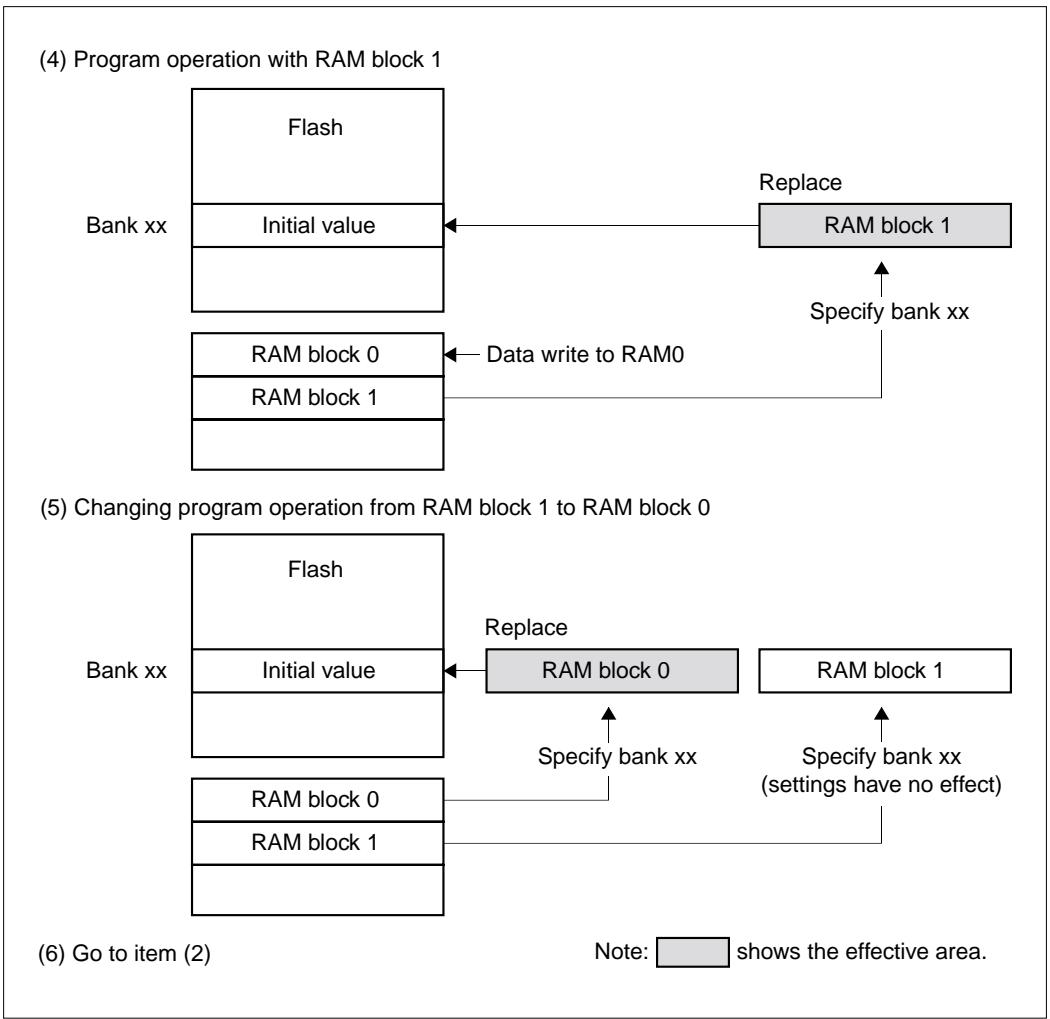 (4) Program operation with RAM block 1
Flash
Replace
Bank xx
Initial value
RAM block 1
Specify bank xx
RAM block 0
Data write to RAM0
RAM block 1
(5) Changing program operation from RAM block 1 to RAM block 0
Flash
Replace
Bank xx
Initial value
RAM block 0
RAM block 1
Specify bank xx
Specify bank xx
(settings have no effect)
RAM block 0
RAM block 1
(6) Go to item (2)
Note: shows the effective area.